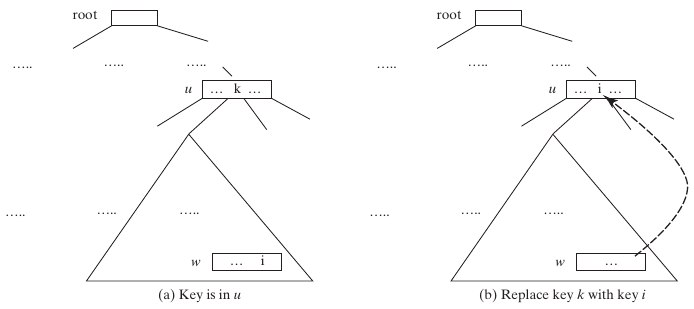 root root
..... ..... ..... ..... ..... .....
u ... k ... u ... i ...
..... ..... ..... ..... ..... .....
w ... i w ...
(a) Key is in u (b) Replace key k with key i